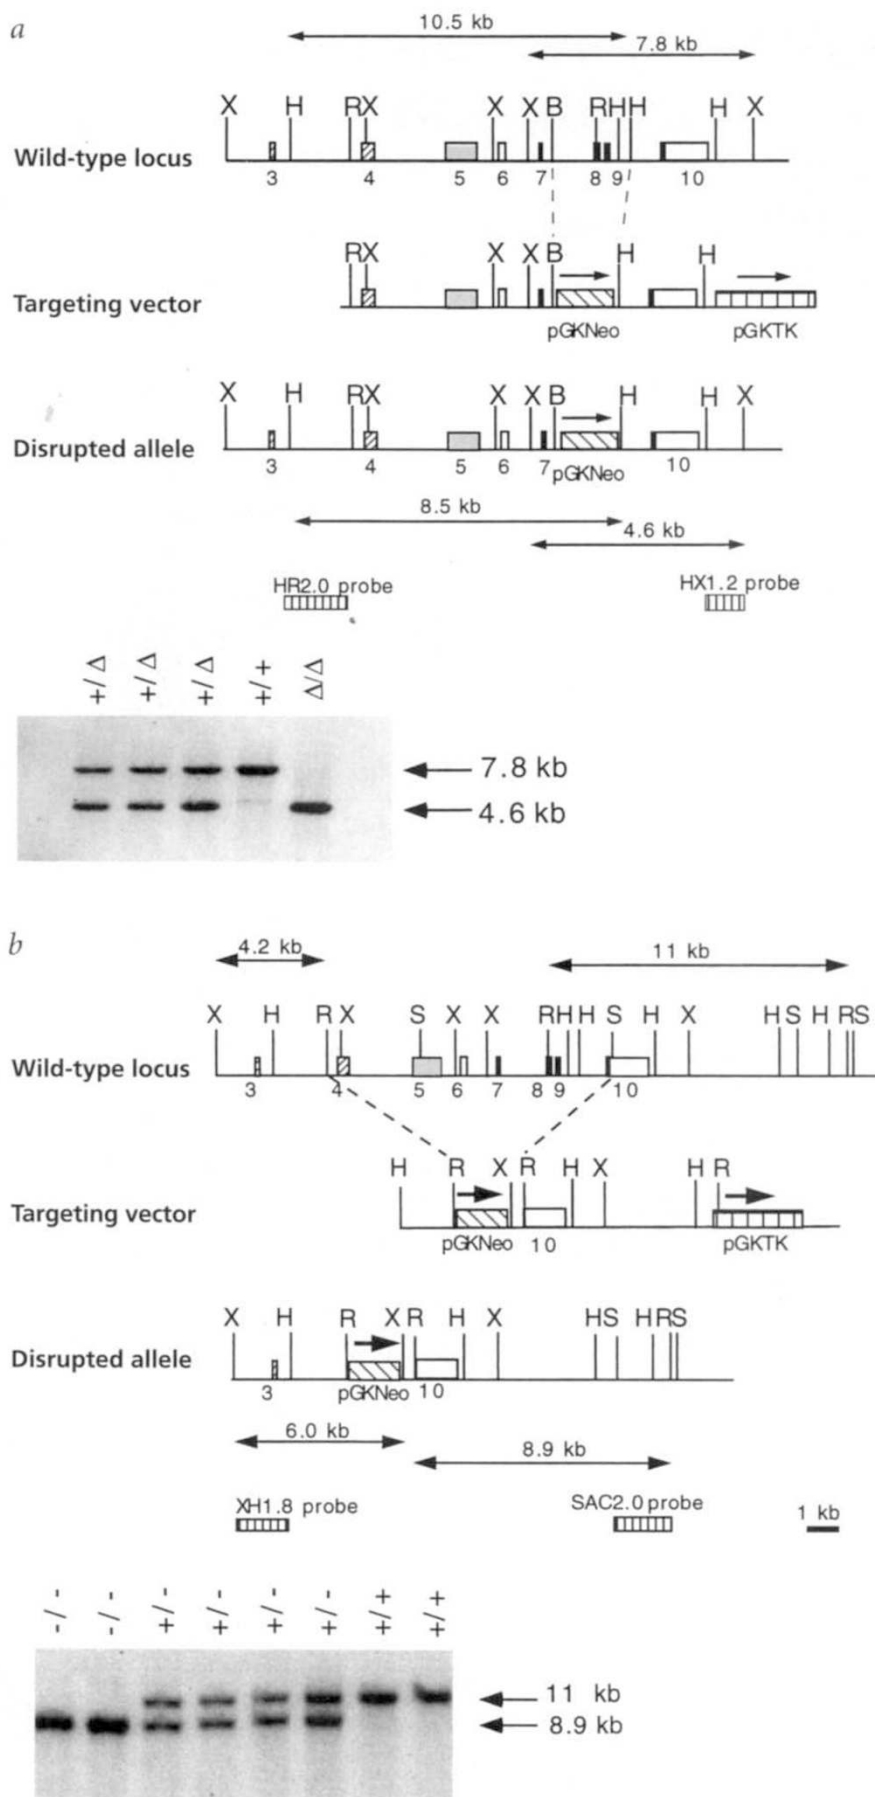 a
10.5 kb
7.8 kb
X H RX X X B RHH H X
Wild-type locus
3 4 5 6 7 8 9 10
RX X X B H H
Targeting vector
pGKNeo pGKTK
X H RX X X B H H X
Disrupted allele
3 4 5 6 7 pGKNeo 10
8.5 kb
4.6 kb
HR2.0 probe HX1.2 probe
+/Δ +/Δ +/Δ +/+ Δ/Δ
7.8 kb
4.6 kb
b
4.2 kb 11 kb
X H R X S X X RHH S H X H S H RS
Wild-type locus
3 4 5 6 7 8 9 10
H R X R H X H R
Targeting vector
pGKNeo 10 pGKTK
X H R X R H X HS HRS
Disrupted allele
3 pGKNeo 10
6.0 kb
8.9 kb
XH1.8 probe SAC2.0 probe 1 kb
-/- -/- +/- +/- +/- +/- +/+ +/+
11 kb
8.9 kb